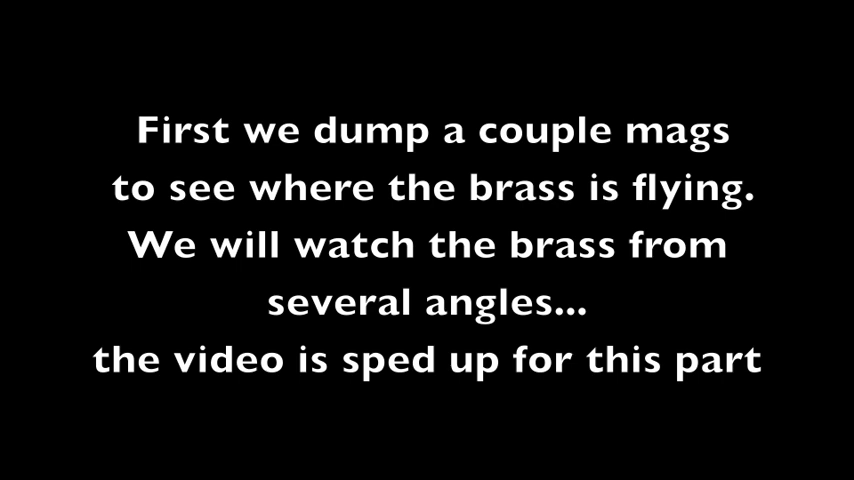 First we dump a couple mags
to see where the brass is flying.
We will watch the brass from
several angles...
the video is sped up for this part